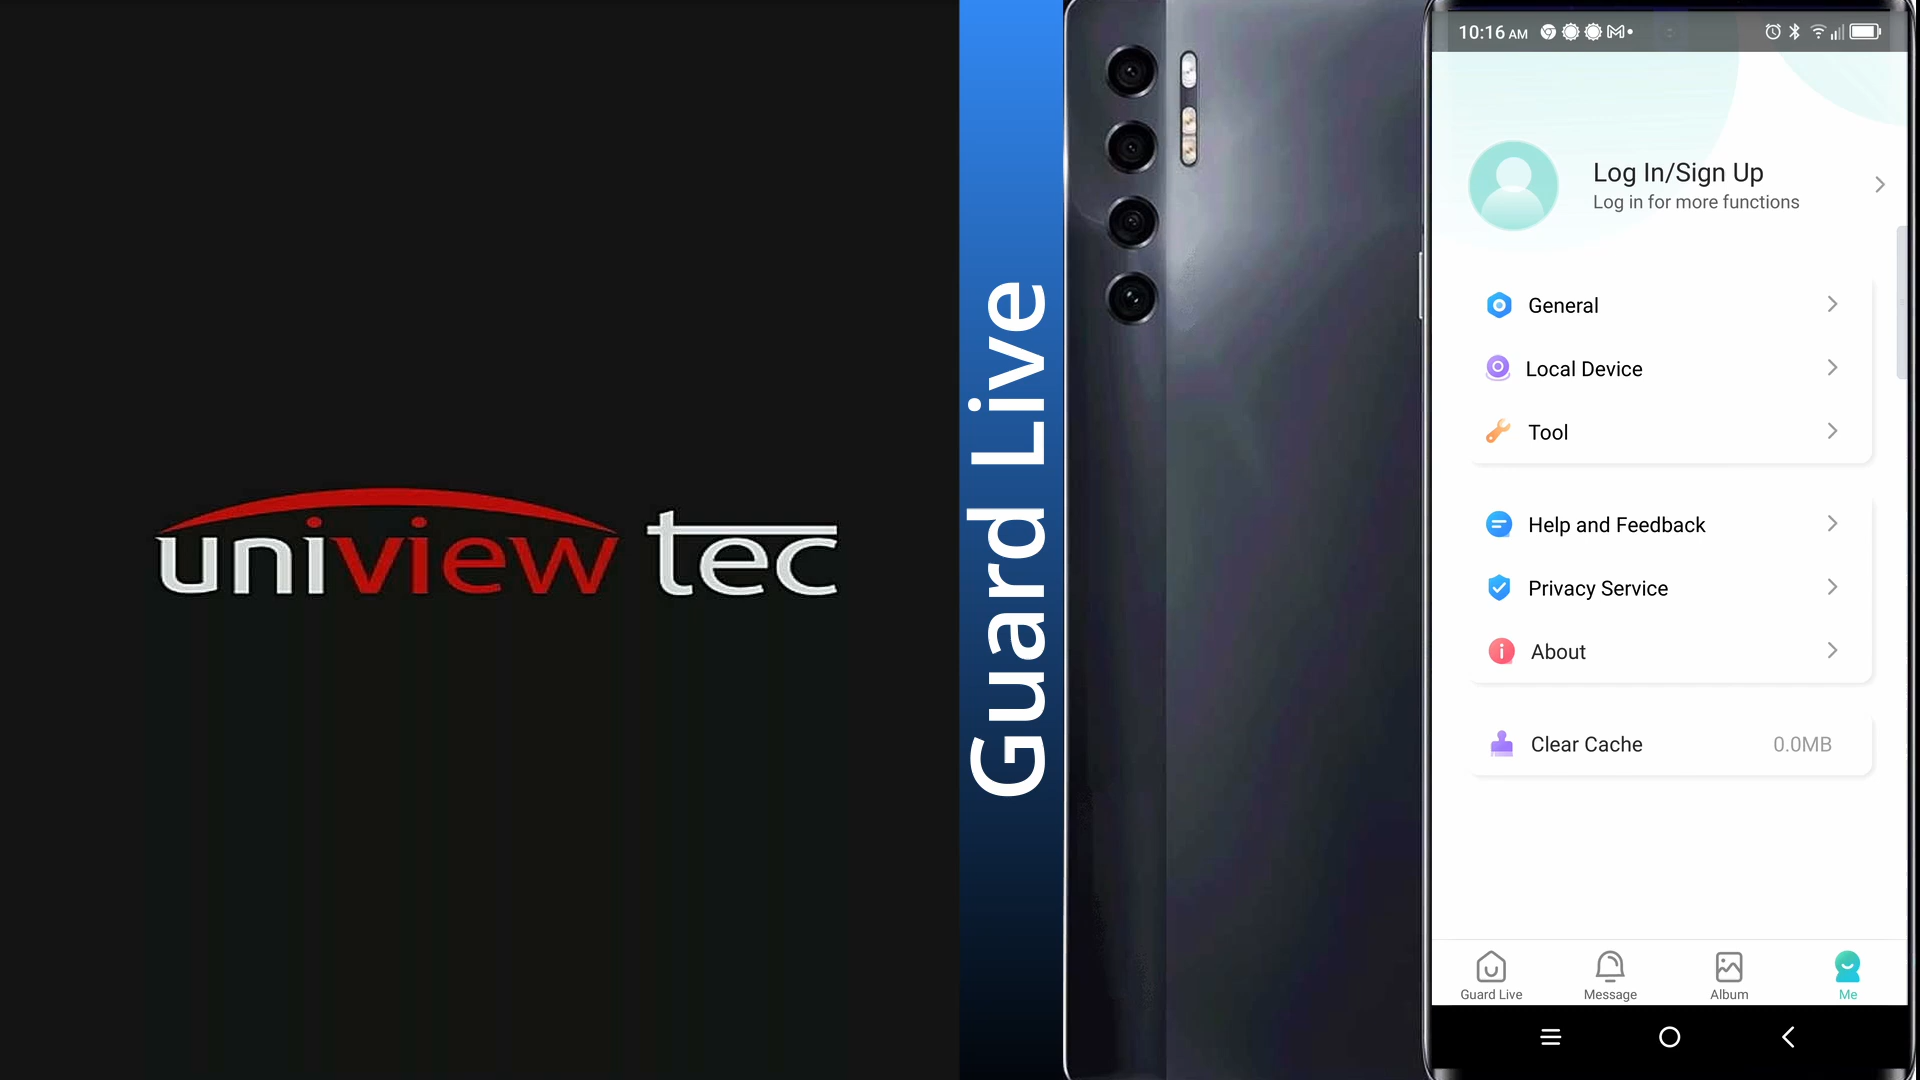 uniview tec
Guard Live
10:16 AM
Log In/Sign Up
Log in for more functions
General
Local Device
Tool
Help and Feedback
Privacy Service
About
Clear Cache 0.0MB
Guard Live Message Album Me